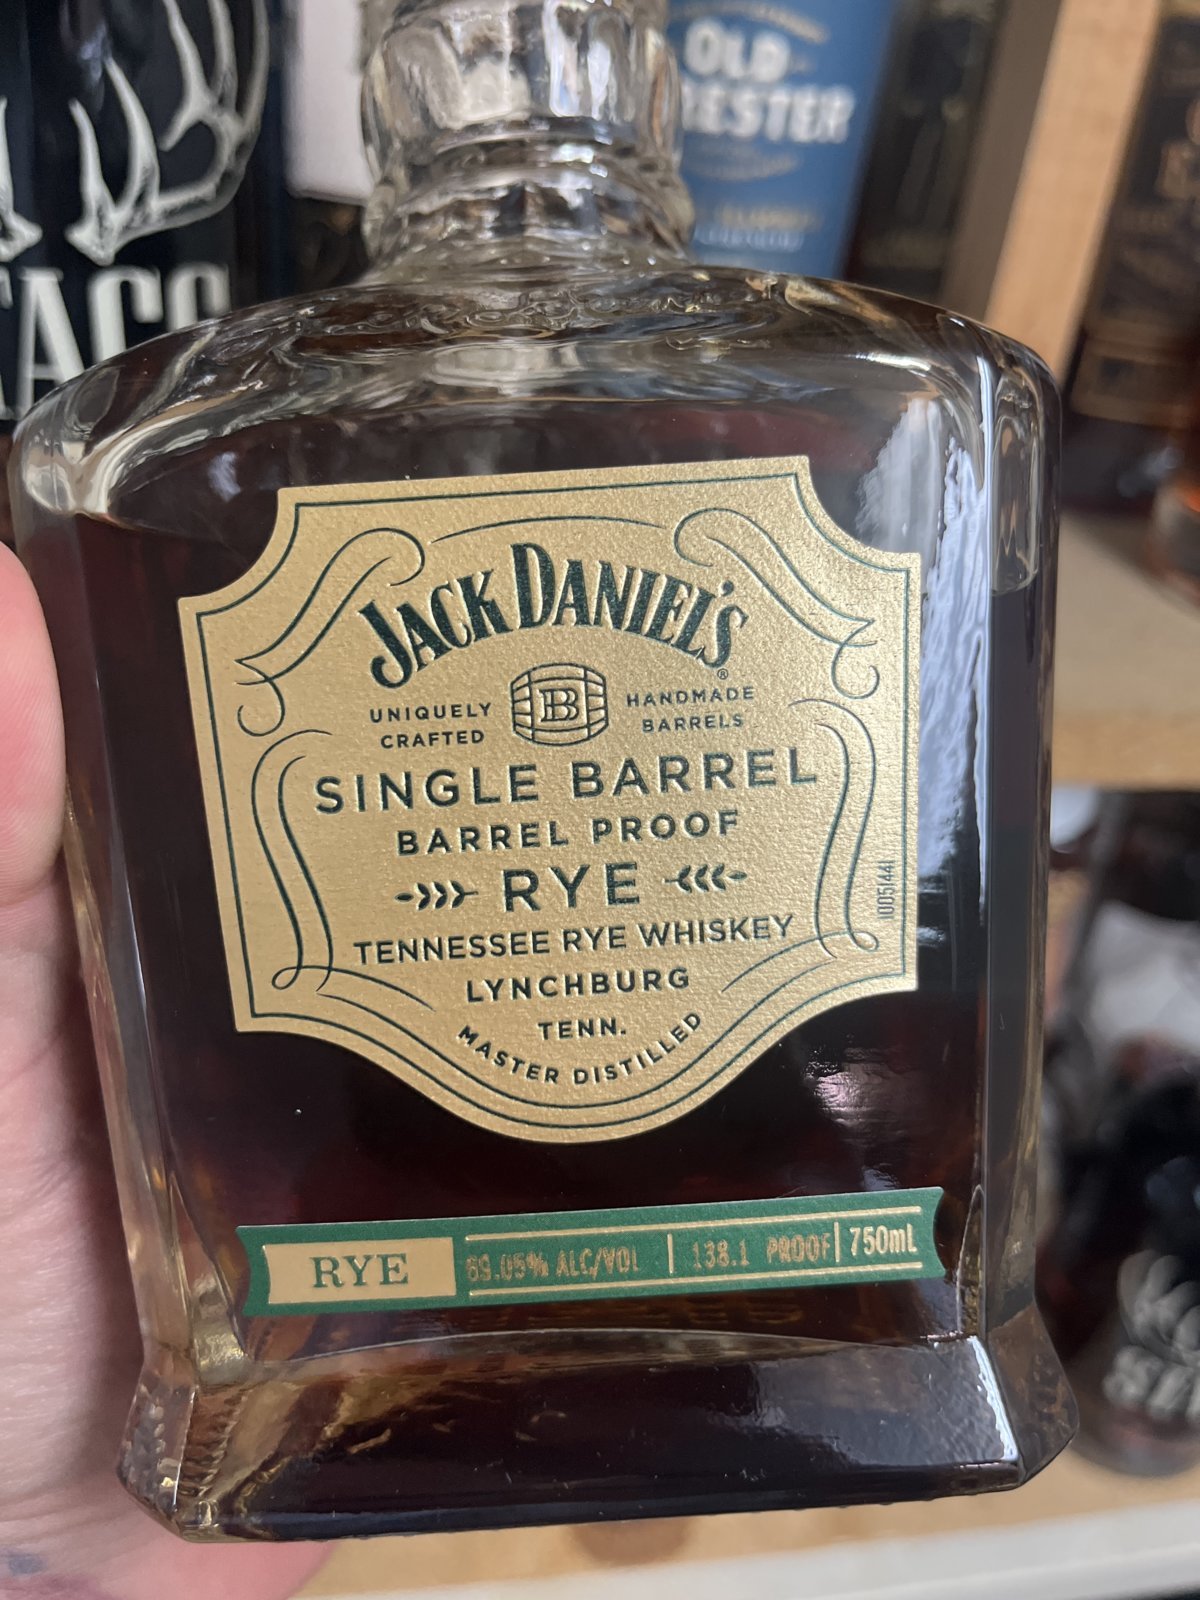 OLD
JACK DANIEL'S
®
UNIQUELY
CRAFTED
B
HANDMADE
BARRELS
SINGLE BARREL
BARREL PROOF
RYE
TENNESSEE RYE WHISKEY
LYNCHBURG
TENN.
MASTER DISTILLED
10051441
RYE
69.05% ALC/VOL
138.1 PROOF
750mL